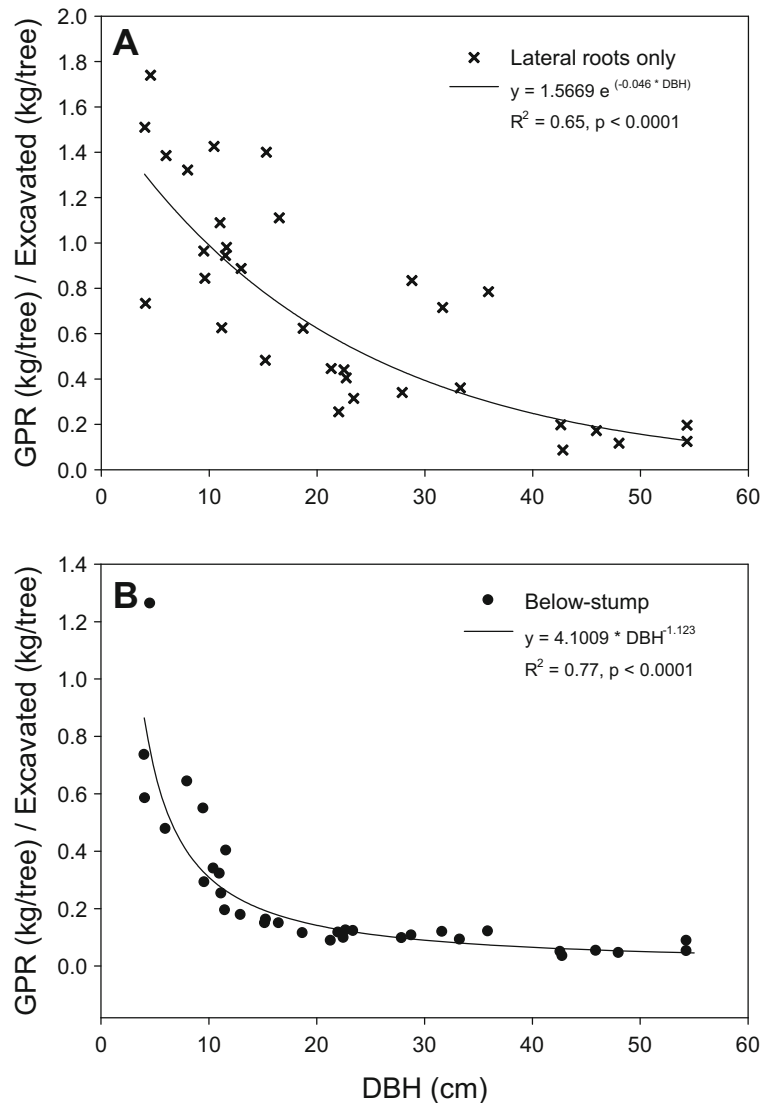 A
Lateral roots only
y = 1.5669 e (-0.046 * DBH)
R2 = 0.65, p < 0.0001
GPR (kg/tree) / Excavated (kg/tree)
2.0
1.8
1.6
1.4
1.2
1.0
0.8
0.6
0.4
0.2
0.0
0 10 20 30 40 50 60
B
Below-stump
y = 4.1009 * DBH-1.123
R2 = 0.77, p < 0.0001
GPR (kg/tree) / Excavated (kg/tree)
1.4
1.2
1.0
0.8
0.6
0.4
0.2
0.0
0 10 20 30 40 50 60
DBH (cm)